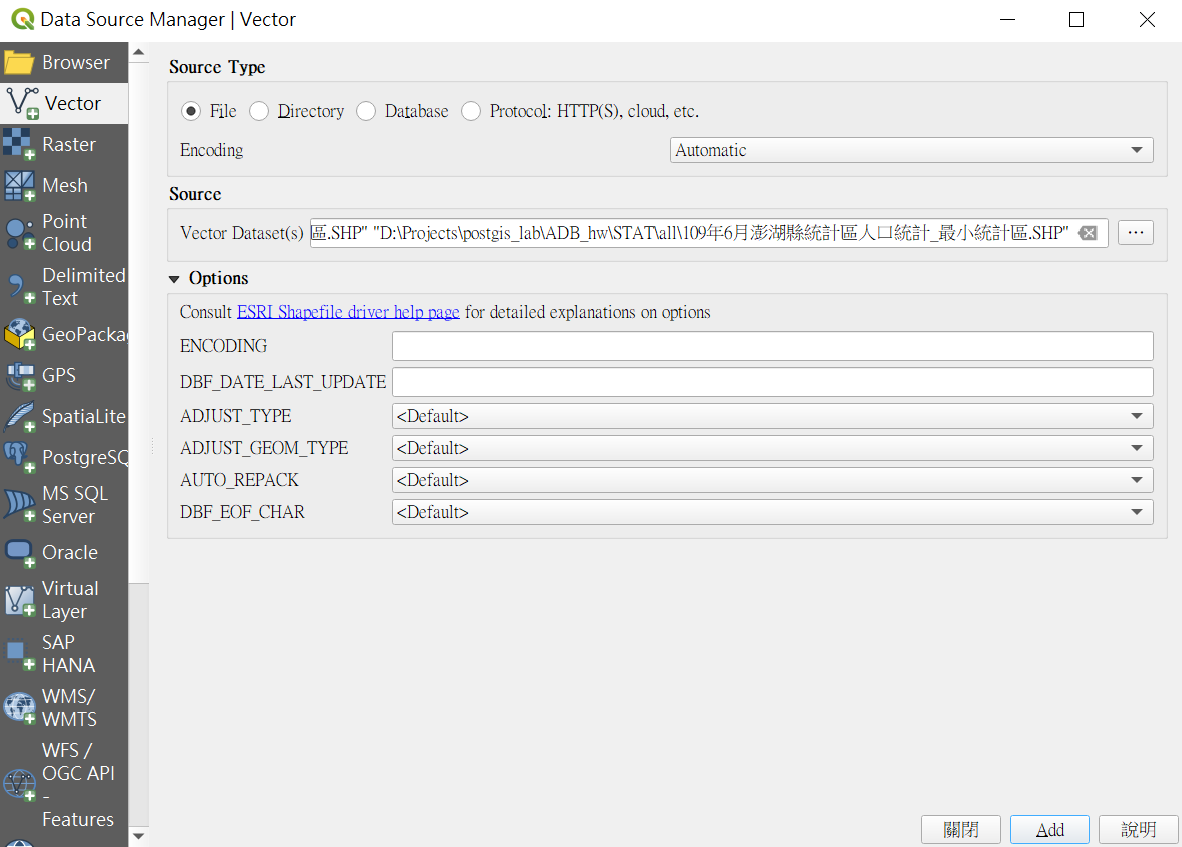 Data Source Manager | Vector
Browser
Vector
Raster
Mesh
Point
Cloud
Delimited
Text
GeoPacka
GPS
SpatiaLite
PostgreSQ
MS SQL
Server
Oracle
Virtual
Layer
SAP
HANA
WMS/
WMTS
WFS /
OGC API
-
Features
Source Type
File Directory Database Protocol: HTTP(S), cloud, etc.
Encoding Automatic
Source
Vector Dataset(s) 區.SHP" "D:\Projects\postgis_lab\ADB_hw\STAT\all\109年6月澎湖縣統計區人口統計_最小統計區.SHP" ...
Options
Consult ESRI Shapefile driver help page for detailed explanations on options
ENCODING
DBF_DATE_LAST_UPDATE
ADJUST_TYPE <Default>
ADJUST_GEOM_TYPE <Default>
AUTO_REPACK <Default>
DBF_EOF_CHAR <Default>
關閉 Add 說明